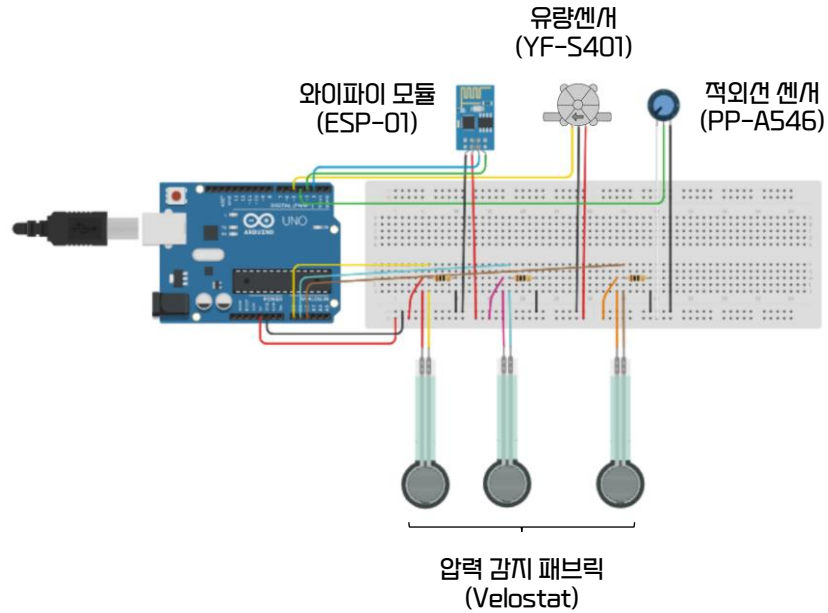 유량센서
(YF-S401)
와이파이 모듈
(ESP-01)
적외선 센서
(PP-A546)
UNO
ARDUINO
압력 감지 패브릭
(Velostat)